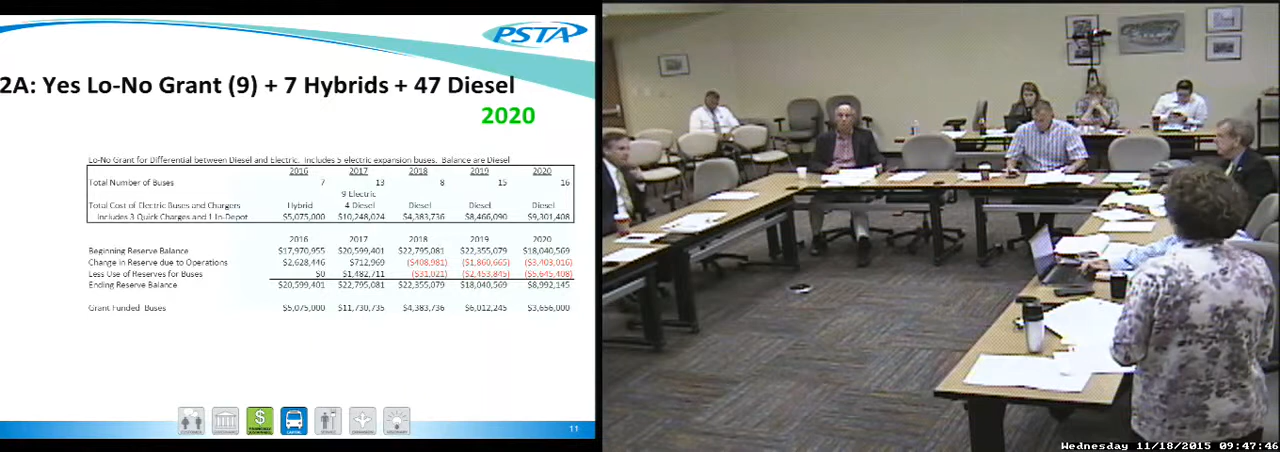 PSTA
2A: Yes Lo-No Grant (9) + 7 Hybrids + 47 Diesel
2020
Lo-No Grant for Differential between Diesel and Electric. Includes 5 electric expansion buses. Balance are Diesel
2016 2017 2018 2019 2020
Total Number of Buses 7 13 8 15 16
9 Electric
Total Cost of Electric Buses and Chargers Hybrid 4 Diesel Diesel Diesel Diesel
Includes 3 Quick Charges and 1 In-Depot $5,075,000 $10,248,024 $4,383,736 $8,466,090 $9,301,408
2016 2017 2018 2019 2020
Beginning Reserve Balance $17,970,955 $20,599,401 $22,795,081 $22,355,079 $18,040,569
Change in Reserve due to Operations $2,628,446 $712,969 ($408,981) ($1,860,665) ($3,403,016)
Less Use of Reserves for Buses $0 $1,482,711 ($31,021) ($2,453,845) ($5,645,408)
Ending Reserve Balance $20,599,401 $22,795,081 $22,355,079 $18,040,569 $8,992,145
Grant Funded Buses $5,075,000 $11,730,735 $4,383,736 $6,012,245 $3,656,000
11
Wednesday 11/18/2015 09:47:46